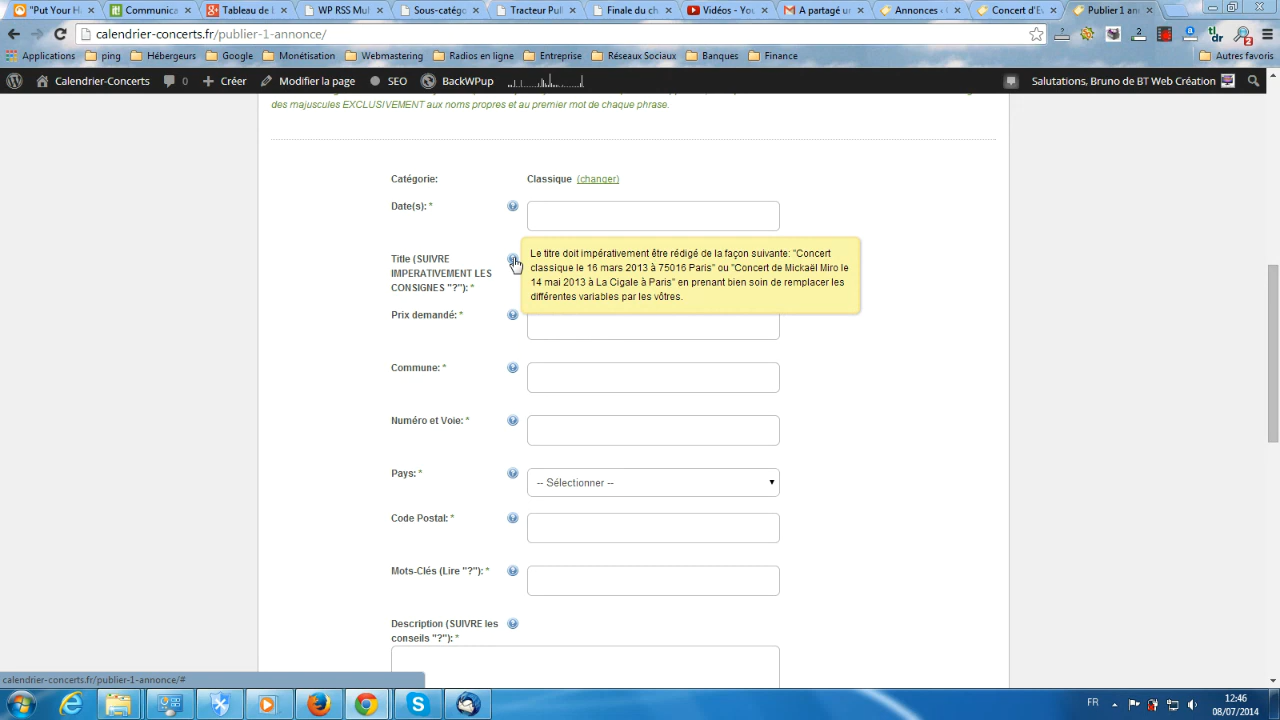 "Put Your H
Communica
Tableau de
WP RSS Mul
Sous-catégo
Tracteur Pull
Finale du ch
Vidéos - You
A partagé un
Annonces ‹
Concert d'E
Publier 1 an
calendrier-concerts.fr/publier-1-annonce/
Applications
ping
Hébergeurs
Google
Monétisation
Webmastering
Radios en ligne
Entreprise
Réseaux Sociaux
Banques
Finance
Autres favoris
Calendrier-Concerts
0
Créer
Modifier la page
SEO
BackWPup
Salutations, Bruno de BT Web Création
des majuscules EXCLUSIVEMENT aux noms propres et au premier mot de chaque phrase.
Catégorie:
Classique (changer)
Date(s): *
Title (SUIVRE
IMPERATIVEMENT LES
CONSIGNES "?"): *
Le titre doit impérativement être rédigé de la façon suivante: "Concert
classique le 16 mars 2013 à 75016 Paris" ou "Concert de Mickaël Miro le
14 mai 2013 à La Cigale à Paris" en prenant bien soin de remplacer les
différentes variables par les vôtres.
Prix demandé: *
Commune: *
Numéro et Voie: *
Pays: *
-- Sélectionner --
Code Postal: *
Mots-Clés (Lire "?"): *
Description (SUIVRE les
conseils "?"): *
calendrier-concerts.fr/publier-1-annonce/#
FR
12:46
08/07/2014